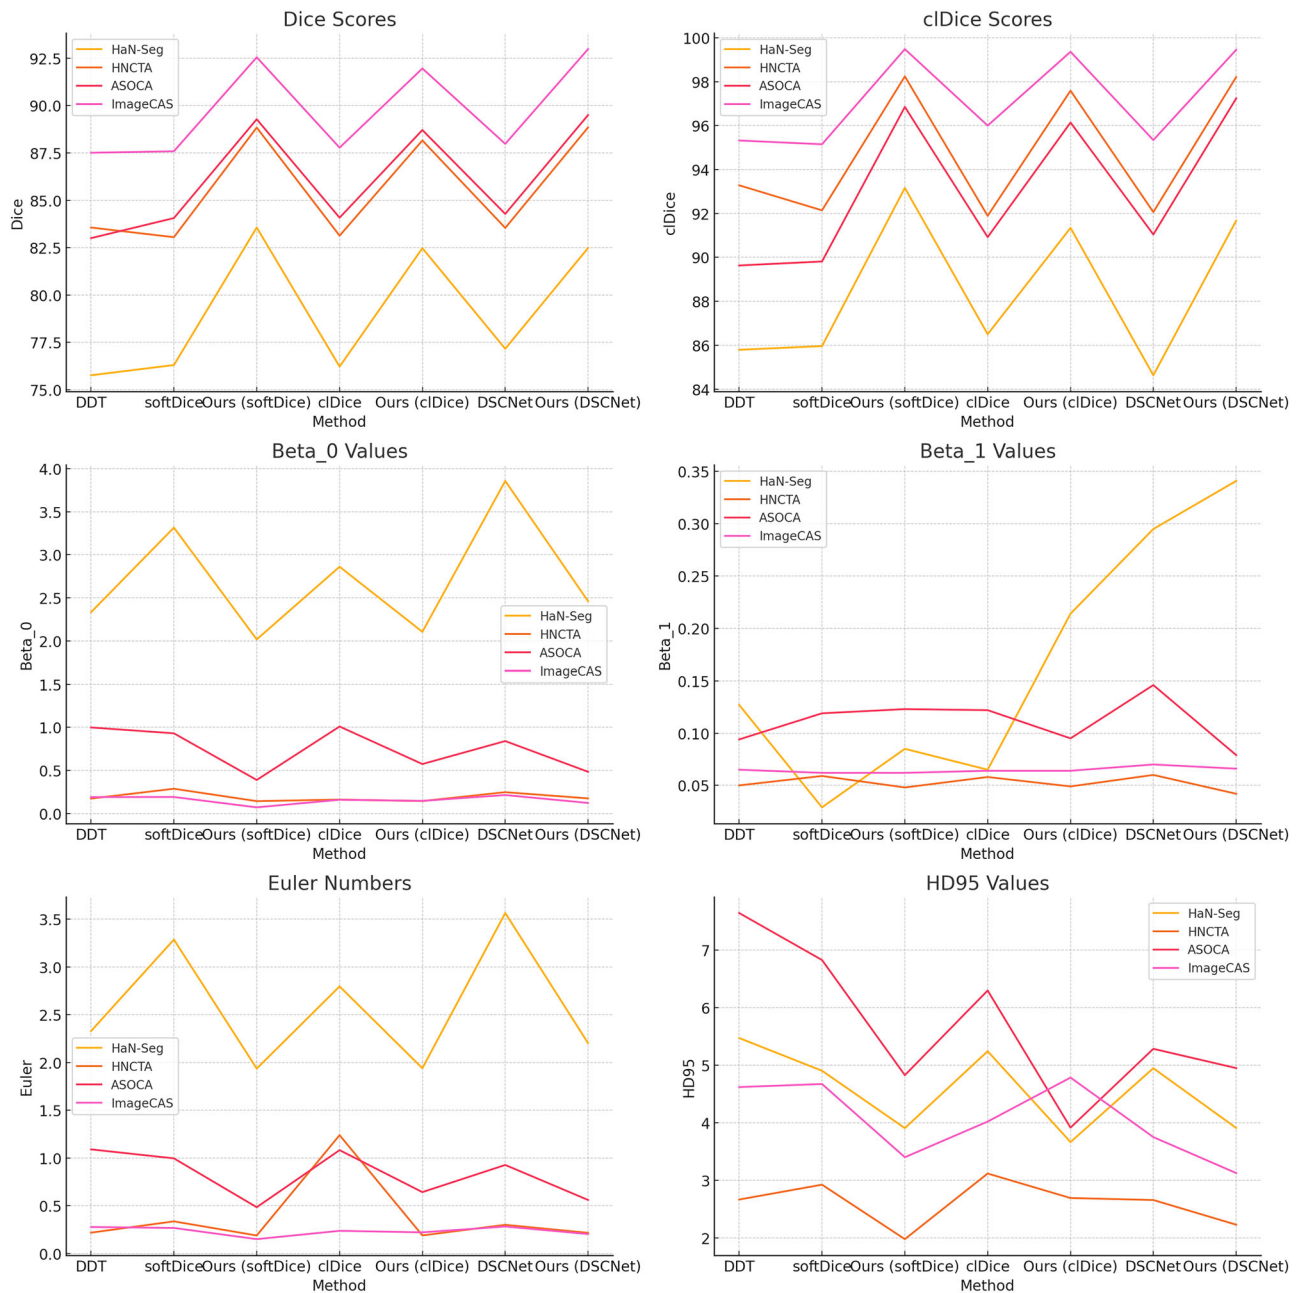 Dice Scores
HaN-Seg
HNCTA
ASOCA
ImageCAS
92.5
90.0
87.5
85.0
82.5
80.0
77.5
75.0
Dice
DDT softDice Ours (softDice) clDice Ours (clDice) DSCNet Ours (DSCNet)
Method
clDice Scores
HaN-Seg
HNCTA
ASOCA
ImageCAS
100
98
96
94
92
90
88
86
84
clDice
DDT softDice Ours (softDice) clDice Ours (clDice) DSCNet Ours (DSCNet)
Method
Beta_0 Values
4.0
3.5
3.0
2.5
2.0
1.5
1.0
0.5
0.0
Beta_0
HaN-Seg
HNCTA
ASOCA
ImageCAS
DDT softDice Ours (softDice) clDice Ours (clDice) DSCNet Ours (DSCNet)
Method
Beta_1 Values
HaN-Seg
HNCTA
ASOCA
ImageCAS
0.35
0.30
0.25
0.20
0.15
0.10
0.05
Beta_1
DDT softDice Ours (softDice) clDice Ours (clDice) DSCNet Ours (DSCNet)
Method
Euler Numbers
3.5
3.0
2.5
2.0
1.5
1.0
0.5
0.0
Euler
HaN-Seg
HNCTA
ASOCA
ImageCAS
DDT softDice Ours (softDice) clDice Ours (clDice) DSCNet Ours (DSCNet)
Method
HD95 Values
HaN-Seg
HNCTA
ASOCA
ImageCAS
7
6
5
4
3
2
HD95
DDT softDice Ours (softDice) clDice Ours (clDice) DSCNet Ours (DSCNet)
Method